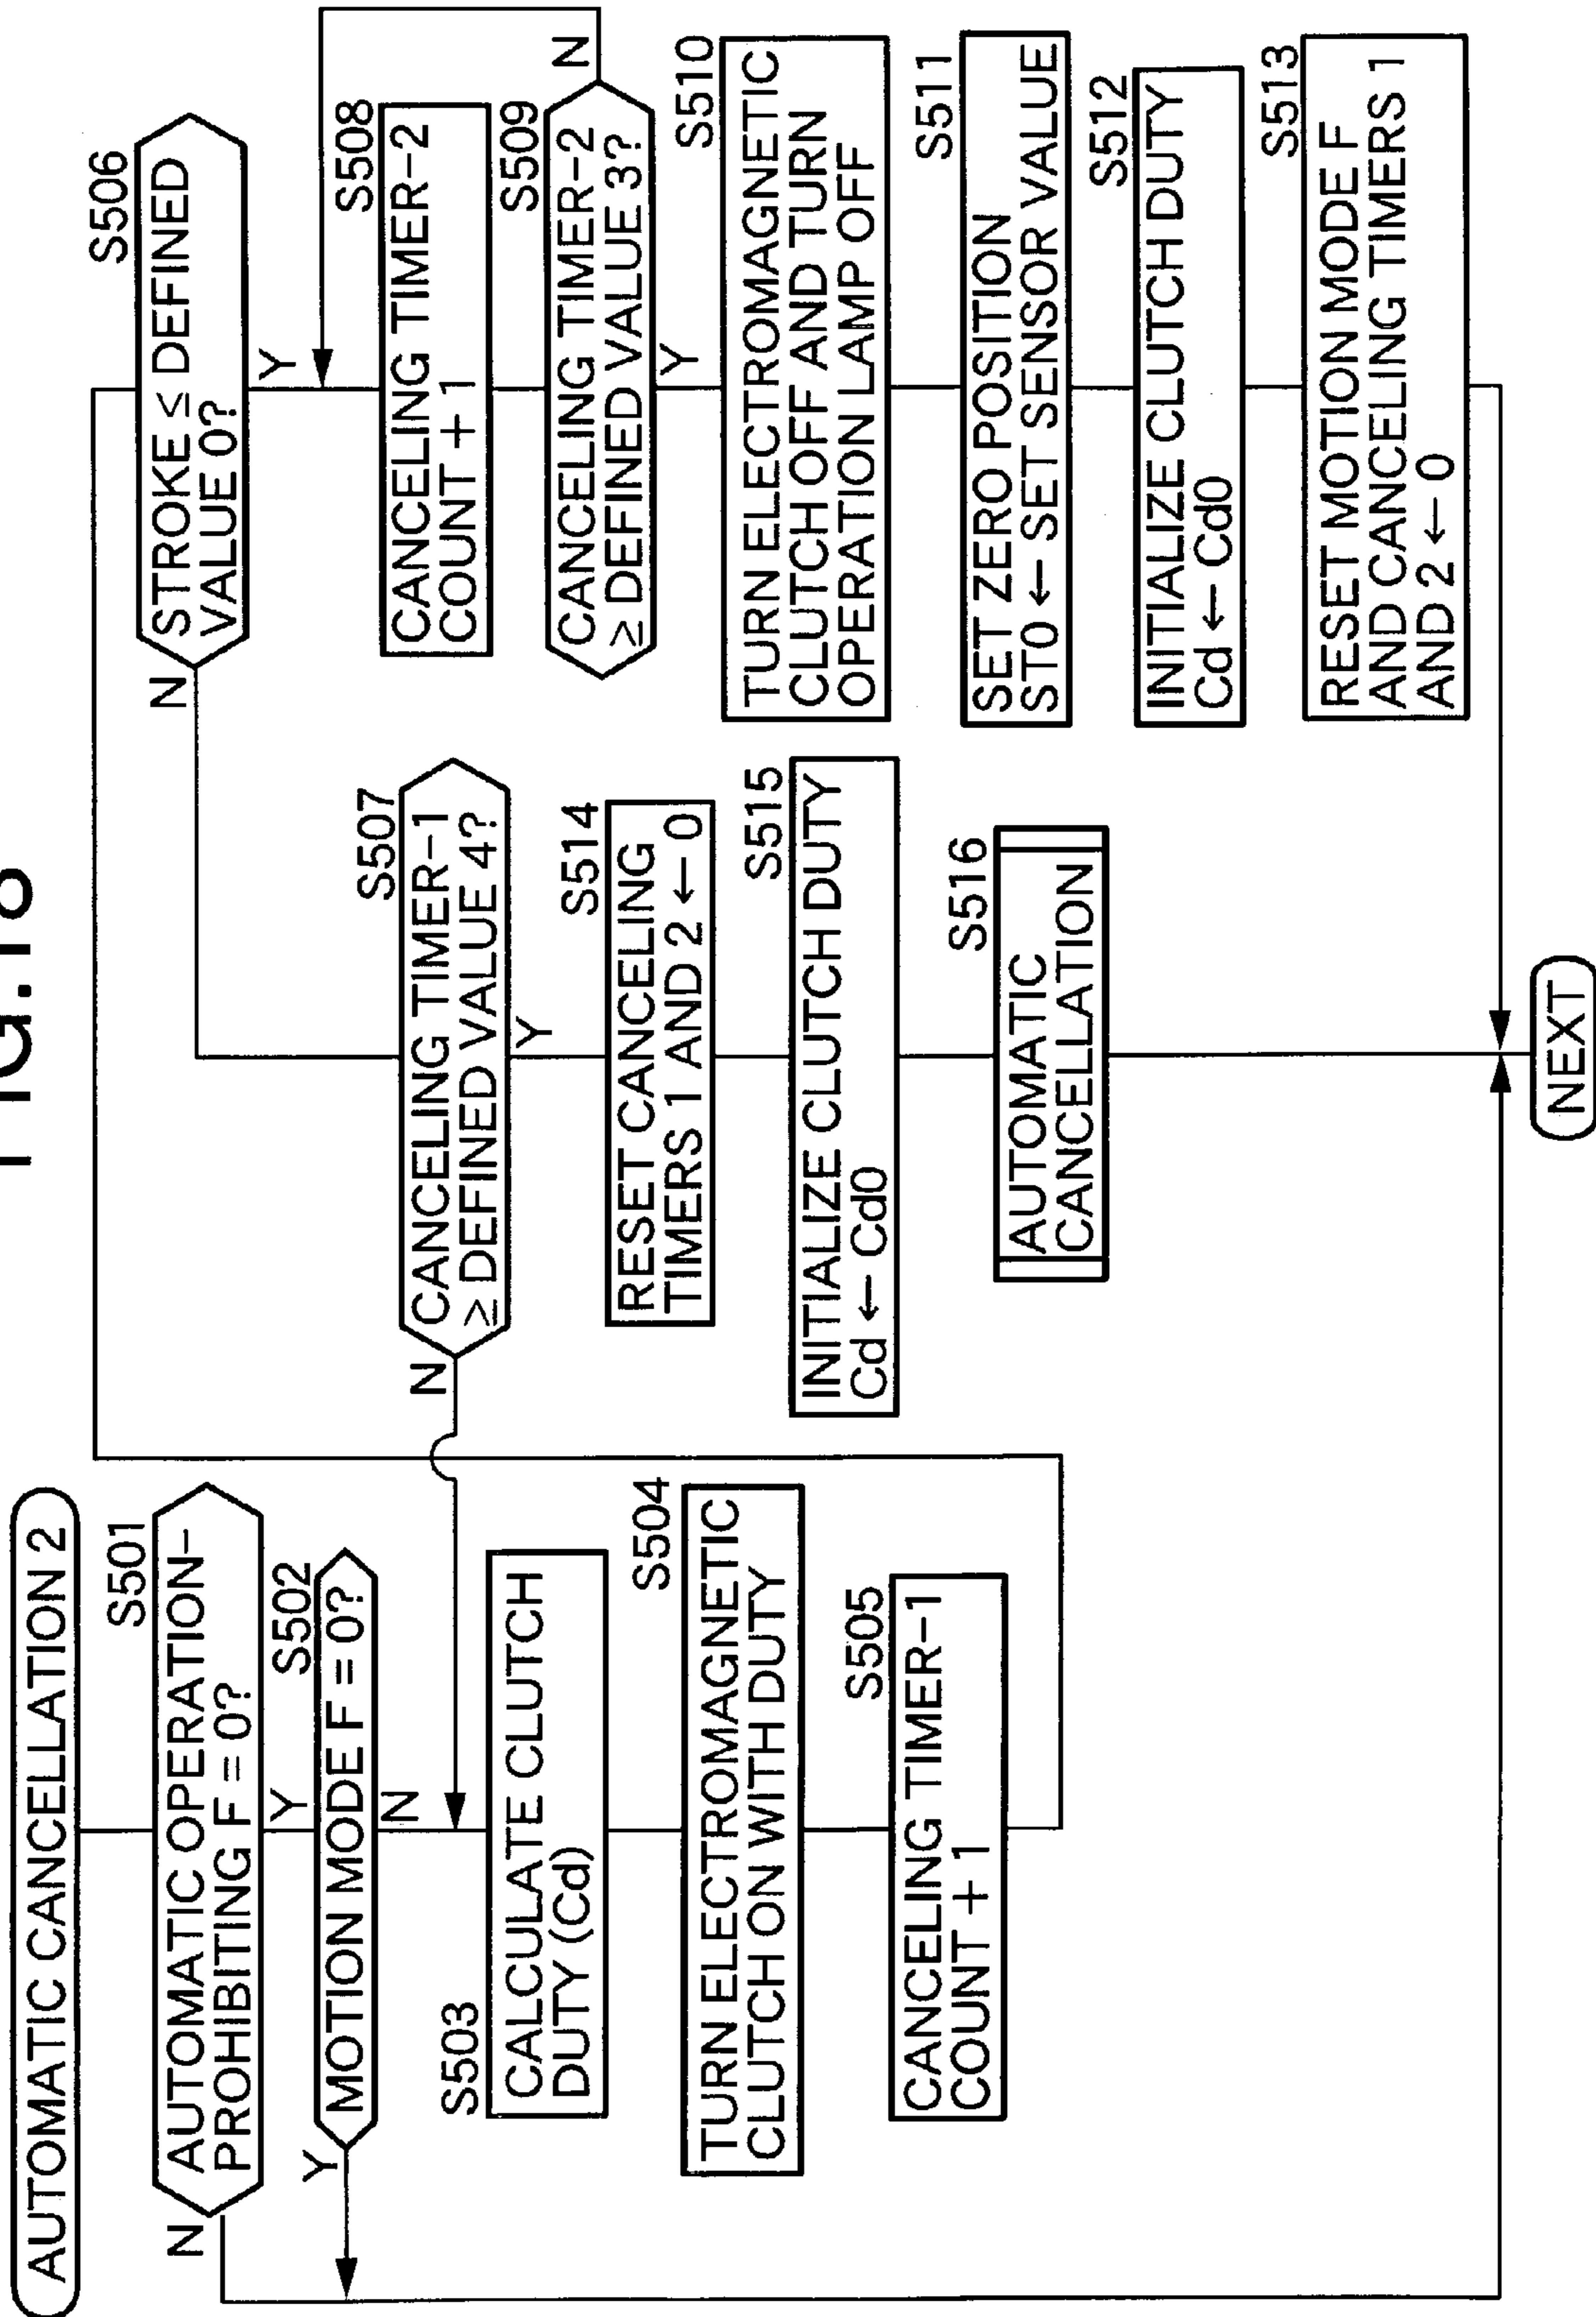 FIG.18
AUTOMATIC CANCELLATION 2
S501
AUTOMATIC OPERATION-
PROHIBITING F = 0?
N
Y
S502
MOTION MODE F = 0?
Y
N
S503
CALCULATE CLUTCH
DUTY (Cd)
S504
TURN ELECTROMAGNETIC
CLUTCH ON WITH DUTY
S505
CANCELING TIMER-1
COUNT + 1
S506
STROKE ≤ DEFINED
VALUE 0?
N
Y
S507
CANCELING TIMER-1
≥ DEFINED VALUE 4?
N
Y
S514
RESET CANCELING
TIMERS 1 AND 2 ← 0
S515
INITIALIZE CLUTCH DUTY
Cd ← Cd0
S516
AUTOMATIC
CANCELLATION
S508
CANCELING TIMER-2
COUNT + 1
S509
CANCELING TIMER-2
≥ DEFINED VALUE 3?
N
Y
S510
TURN ELECTROMAGNETIC
CLUTCH OFF AND TURN
OPERATION LAMP OFF
S511
SET ZERO POSITION
ST0 ← SET SENSOR VALUE
S512
INITIALIZE CLUTCH DUTY
Cd ← Cd0
S513
RESET MOTION MODE F
AND CANCELING TIMERS 1
AND 2 ← 0
NEXT